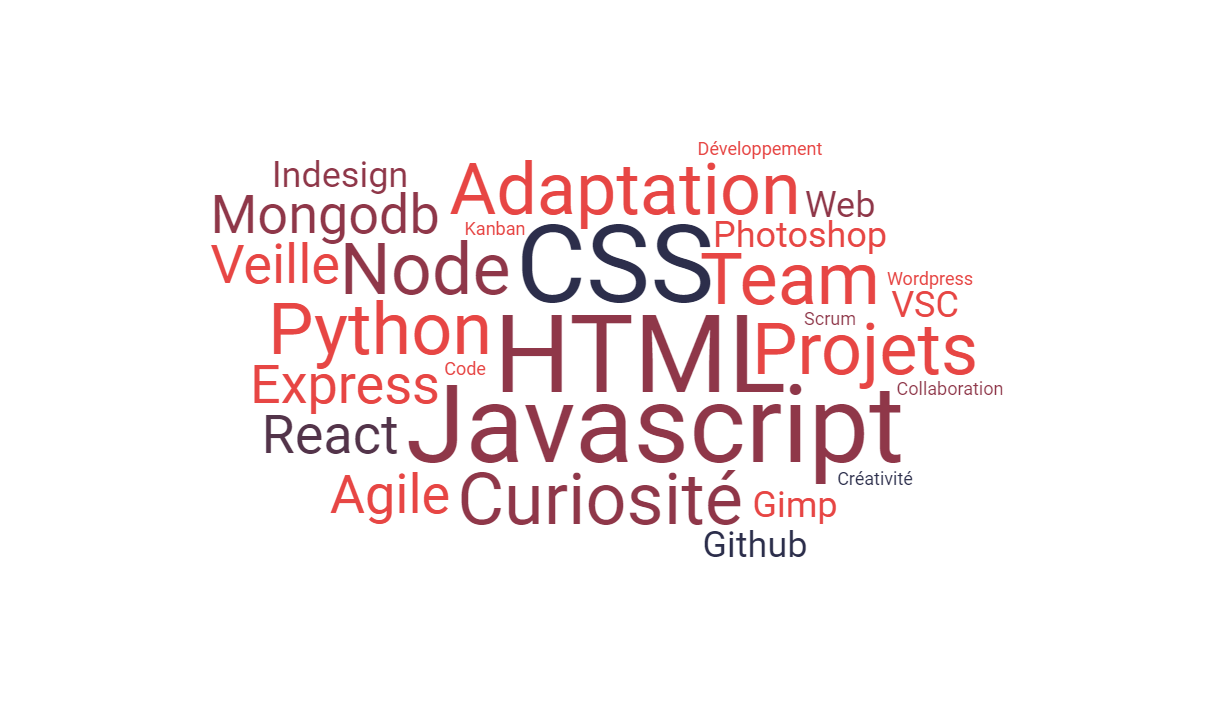 Développement
Indesign
Adaptation
Web
Mongodb
Kanban
Photoshop
Veille
Node
CSS
Team
Wordpress
VSC
Scrum
Python
HTML
Projets
Express
Code
Collaboration
React
Javascript
Créativité
Agile
Curiosité
Gimp
Github